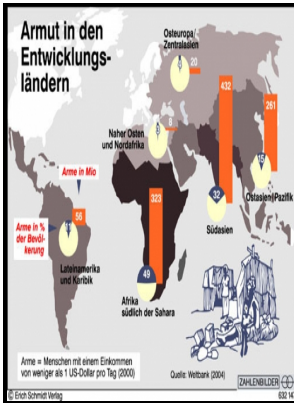 Armut in den
Entwicklungs-
ländern
Osteuropa/
Zentralasien
20
432
261
Naher Osten
und Nordafrika
8
15
Ostasien/Pazifik
Arme in Mio
323
32
Südasien
Arme in %
der Bevöl-
kerung
56
Lateinamerika
und Karibik
49
Afrika
südlich der Sahara
Arme = Menschen mit einem Einkommen
von weniger als 1 US-Dollar pro Tag (2000)
Quelle: Weltbank (2004)
ZAHLENBILDER
© Erich Schmidt Verlag